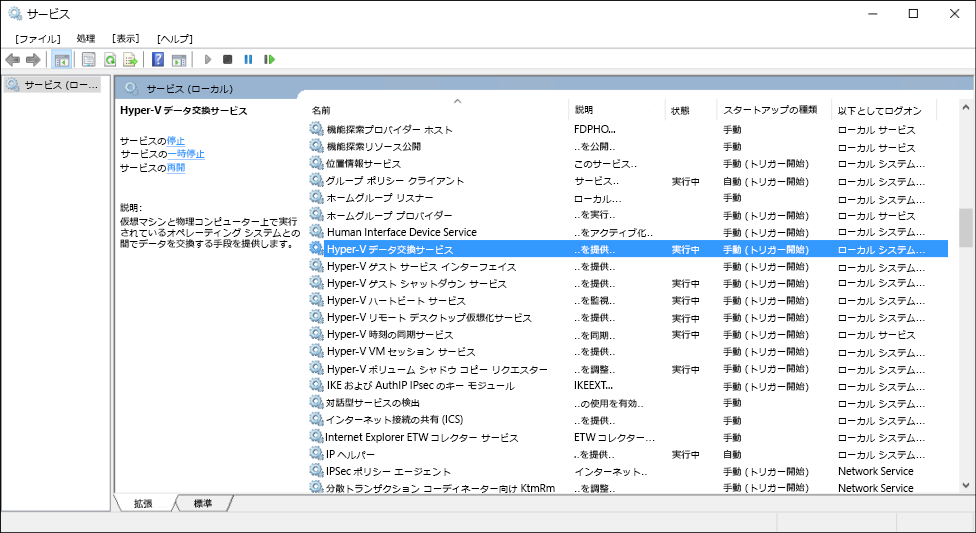 サービス
[ファイル] 処理 [表示] [ヘルプ]
サービス (ロー...
サービス (ローカル)
Hyper-V データ交換サービス
サービスの停止
サービスの一時停止
サービスの再開
説明:
仮想マシンと物理コンピューター上で実行
されているオペレーティング システムとの
間でデータを交換する手段を提供します。
名前 説明 状態 スタートアップの種類 以下としてログオン
機能探索プロバイダー ホスト FDPHO... 手動 ローカル サービス
機能探索リソース公開 ..を公開.. 手動 ローカル サービス
位置情報サービス このサービス.. 手動 (トリガー開始) ローカル システム...
グループ ポリシー クライアント サービス.. 実行中 自動 (トリガー開始) ローカル システム...
ホームグループ リスナー ローカル... 手動 ローカル システム...
ホームグループ プロバイダー ..を実行.. 手動 (トリガー開始) ローカル サービス
Human Interface Device Service ..をアクティブ化.. 手動 (トリガー開始) ローカル システム...
Hyper-V データ交換サービス ..を提供.. 実行中 手動 (トリガー開始) ローカル システム...
Hyper-V ゲスト サービス インターフェイス ..を提供.. 手動 (トリガー開始) ローカル システム...
Hyper-V ゲスト シャットダウン サービス ..を提供.. 実行中 手動 (トリガー開始) ローカル システム...
Hyper-V ハートビート サービス ..を監視.. 実行中 手動 (トリガー開始) ローカル システム...
Hyper-V リモート デスクトップ仮想化サービス ..を提供.. 実行中 手動 (トリガー開始) ローカル システム...
Hyper-V 時刻の同期サービス ..を同期.. 実行中 手動 (トリガー開始) ローカル サービス
Hyper-V VM セッション サービス ..を提供.. 手動 (トリガー開始) ローカル システム...
Hyper-V ボリューム シャドウ コピー リクエスター ..を調整.. 実行中 手動 (トリガー開始) ローカル システム...
IKE および AuthIP IPsec のキー モジュール IKEEXT... 手動 (トリガー開始) ローカル システム...
対話型サービスの検出 ..の使用を有効.. 手動 ローカル システム...
インターネット接続の共有 (ICS) ..を提供.. 手動 ローカル システム...
Internet Explorer ETW コレクター サービス ETW コレクター... 手動 ローカル システム...
IP ヘルパー ..を提供.. 実行中 自動 ローカル システム...
IPSec ポリシー エージェント インターネット.. 手動 (トリガー開始) Network Service
分散トランザクション コーディネーター向け KtmRm ..を調整.. 手動 (トリガー開始) Network Service
拡張 標準